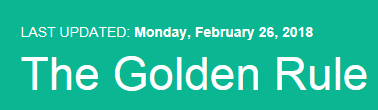 LAST UPDATED: Monday, February 26, 2018
The Golden Rule